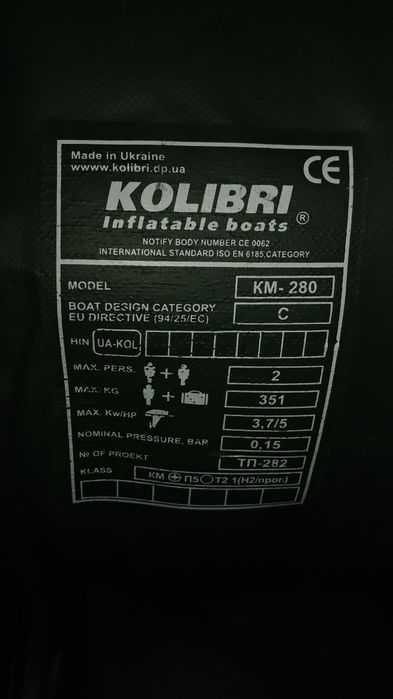 Made in Ukraine
www.kolibri.dp.ua
CE
KOLIBRI
Inflatable boats ®
NOTIFY BODY NUMBER CE 0062
INTERNATIONAL STANDARD ISO EN 6185,CATEGORY
MODEL KM- 280
BOAT DESIGN CATEGORY
EU DIRECTIVE (94/25/EC) C
HIN UA-KOL
MAX. PERS. + 2
MAX. KG + 351
MAX. Kw/HP 3,7/5
NOMINAL PRESSURE, BAR 0,15
№ OF PROEKT ТП-282
KLASS КМ П5 Т2 1(Н2/прог.)